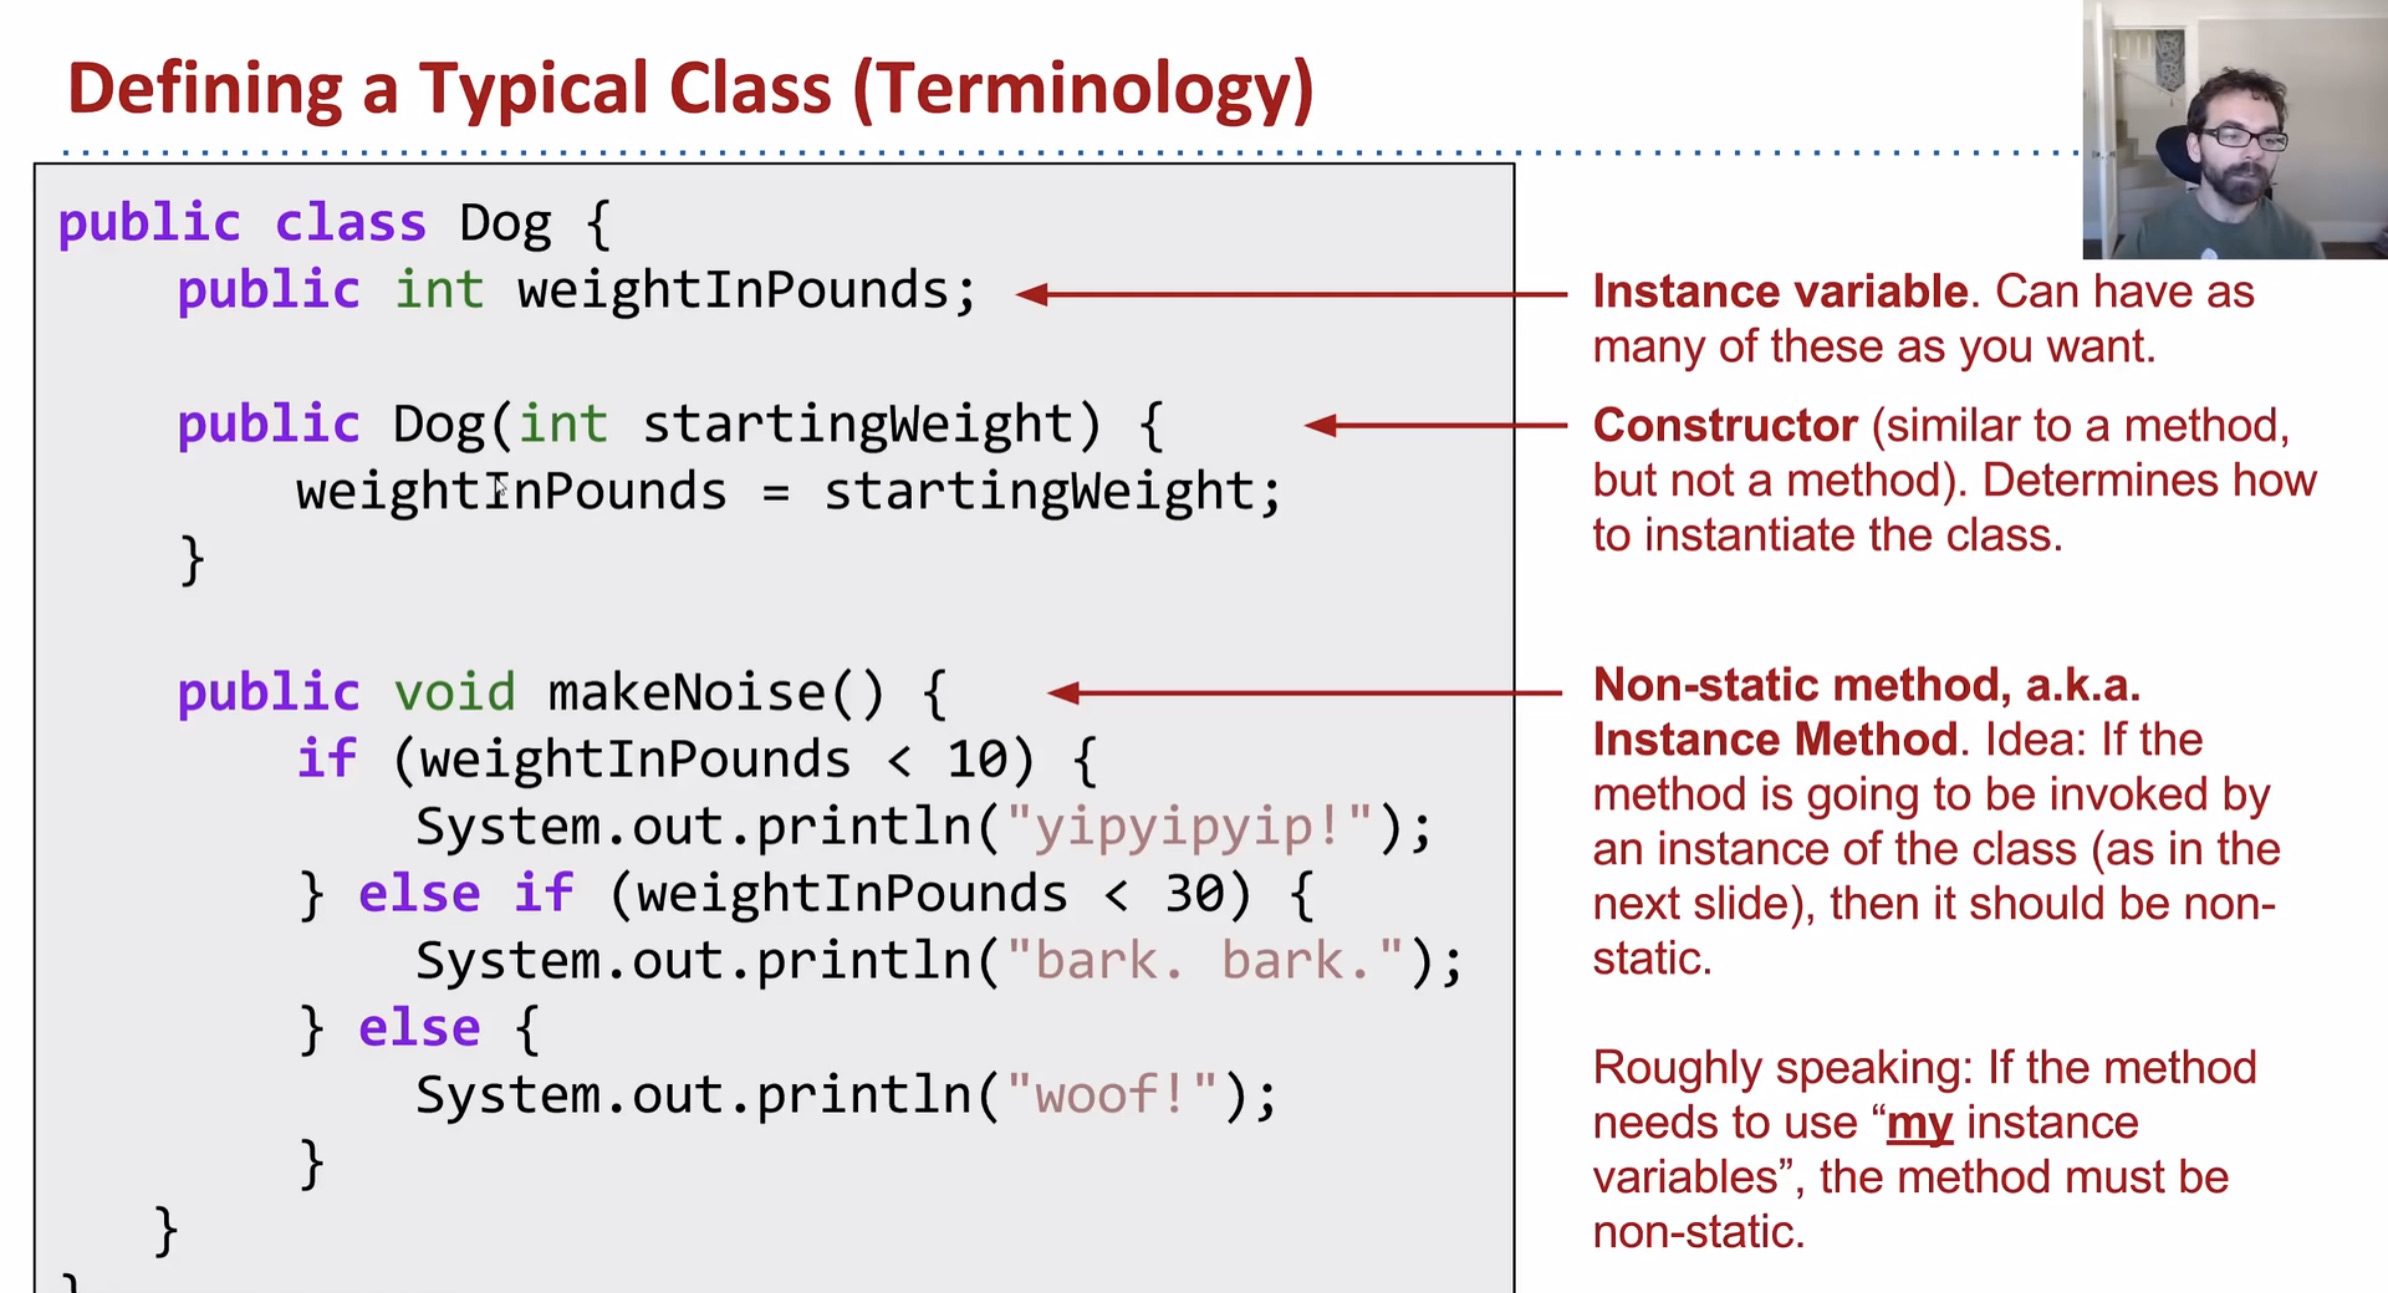 Defining a Typical Class (Terminology)
public class Dog {
public int weightInPounds;
public Dog(int startingWeight) {
weightInPounds = startingWeight;
}
public void makeNoise() {
if (weightInPounds < 10) {
System.out.println("yipyipyip!");
} else if (weightInPounds < 30) {
System.out.println("bark. bark.");
} else {
System.out.println("woof!");
}
}
}
Instance variable. Can have as
many of these as you want.
Constructor (similar to a method,
but not a method). Determines how
to instantiate the class.
Non-static method, a.k.a.
Instance Method. Idea: If the
method is going to be invoked by
an instance of the class (as in the
next slide), then it should be non-
static.
Roughly speaking: If the method
needs to use “my instance
variables”, the method must be
non-static.